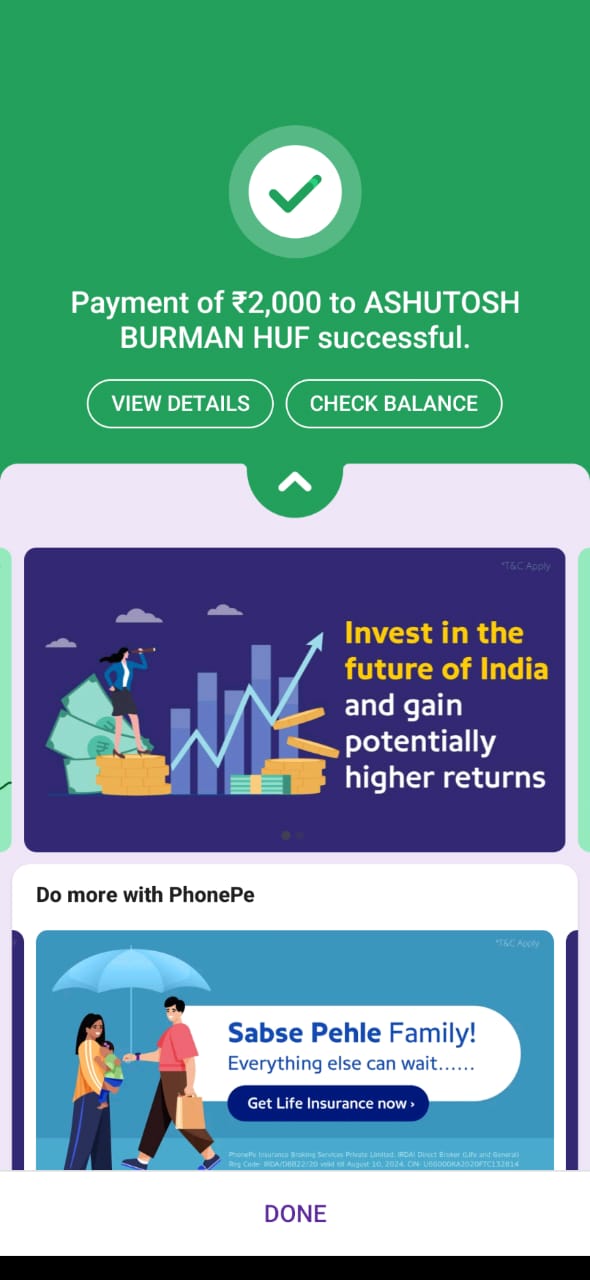 Payment of ₹2,000 to ASHUTOSH
BURMAN HUF successful.
VIEW DETAILS
CHECK BALANCE
*T&C Apply
Invest in the
future of India
and gain
potentially
higher returns
Do more with PhonePe
*T&C Apply
Sabse Pehle Family!
Everything else can wait......
Get Life Insurance now ›
PhonePe Insurance Broking Services Private Limited. IRDAI Direct Broker (Life and General)
Reg Code: IRDA/DB822/20 valid till August 10, 2024, CIN: U66000KA2020FTC132814
DONE